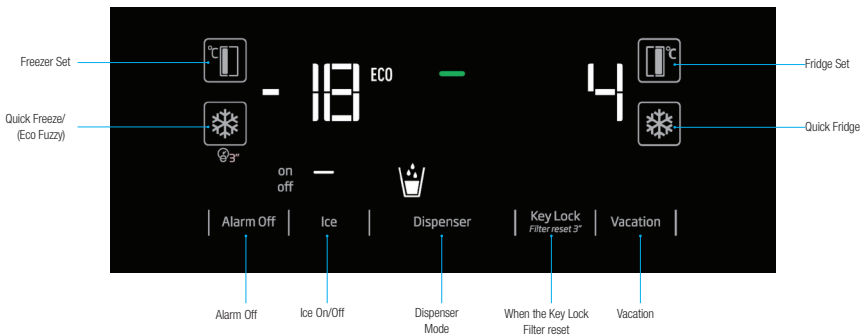 Freezer Set
Quick Freeze/
(Eco Fuzzy)
°C
3"
- 18 ECO
4
°C
Fridge Set
Quick Fridge
on
off
Alarm Off
Ice
Dispenser
Key Lock
Filter reset 3"
Vacation
Alarm Off
Ice On/Off
Dispenser
Mode
When the Key Lock
Filter reset
Vacation